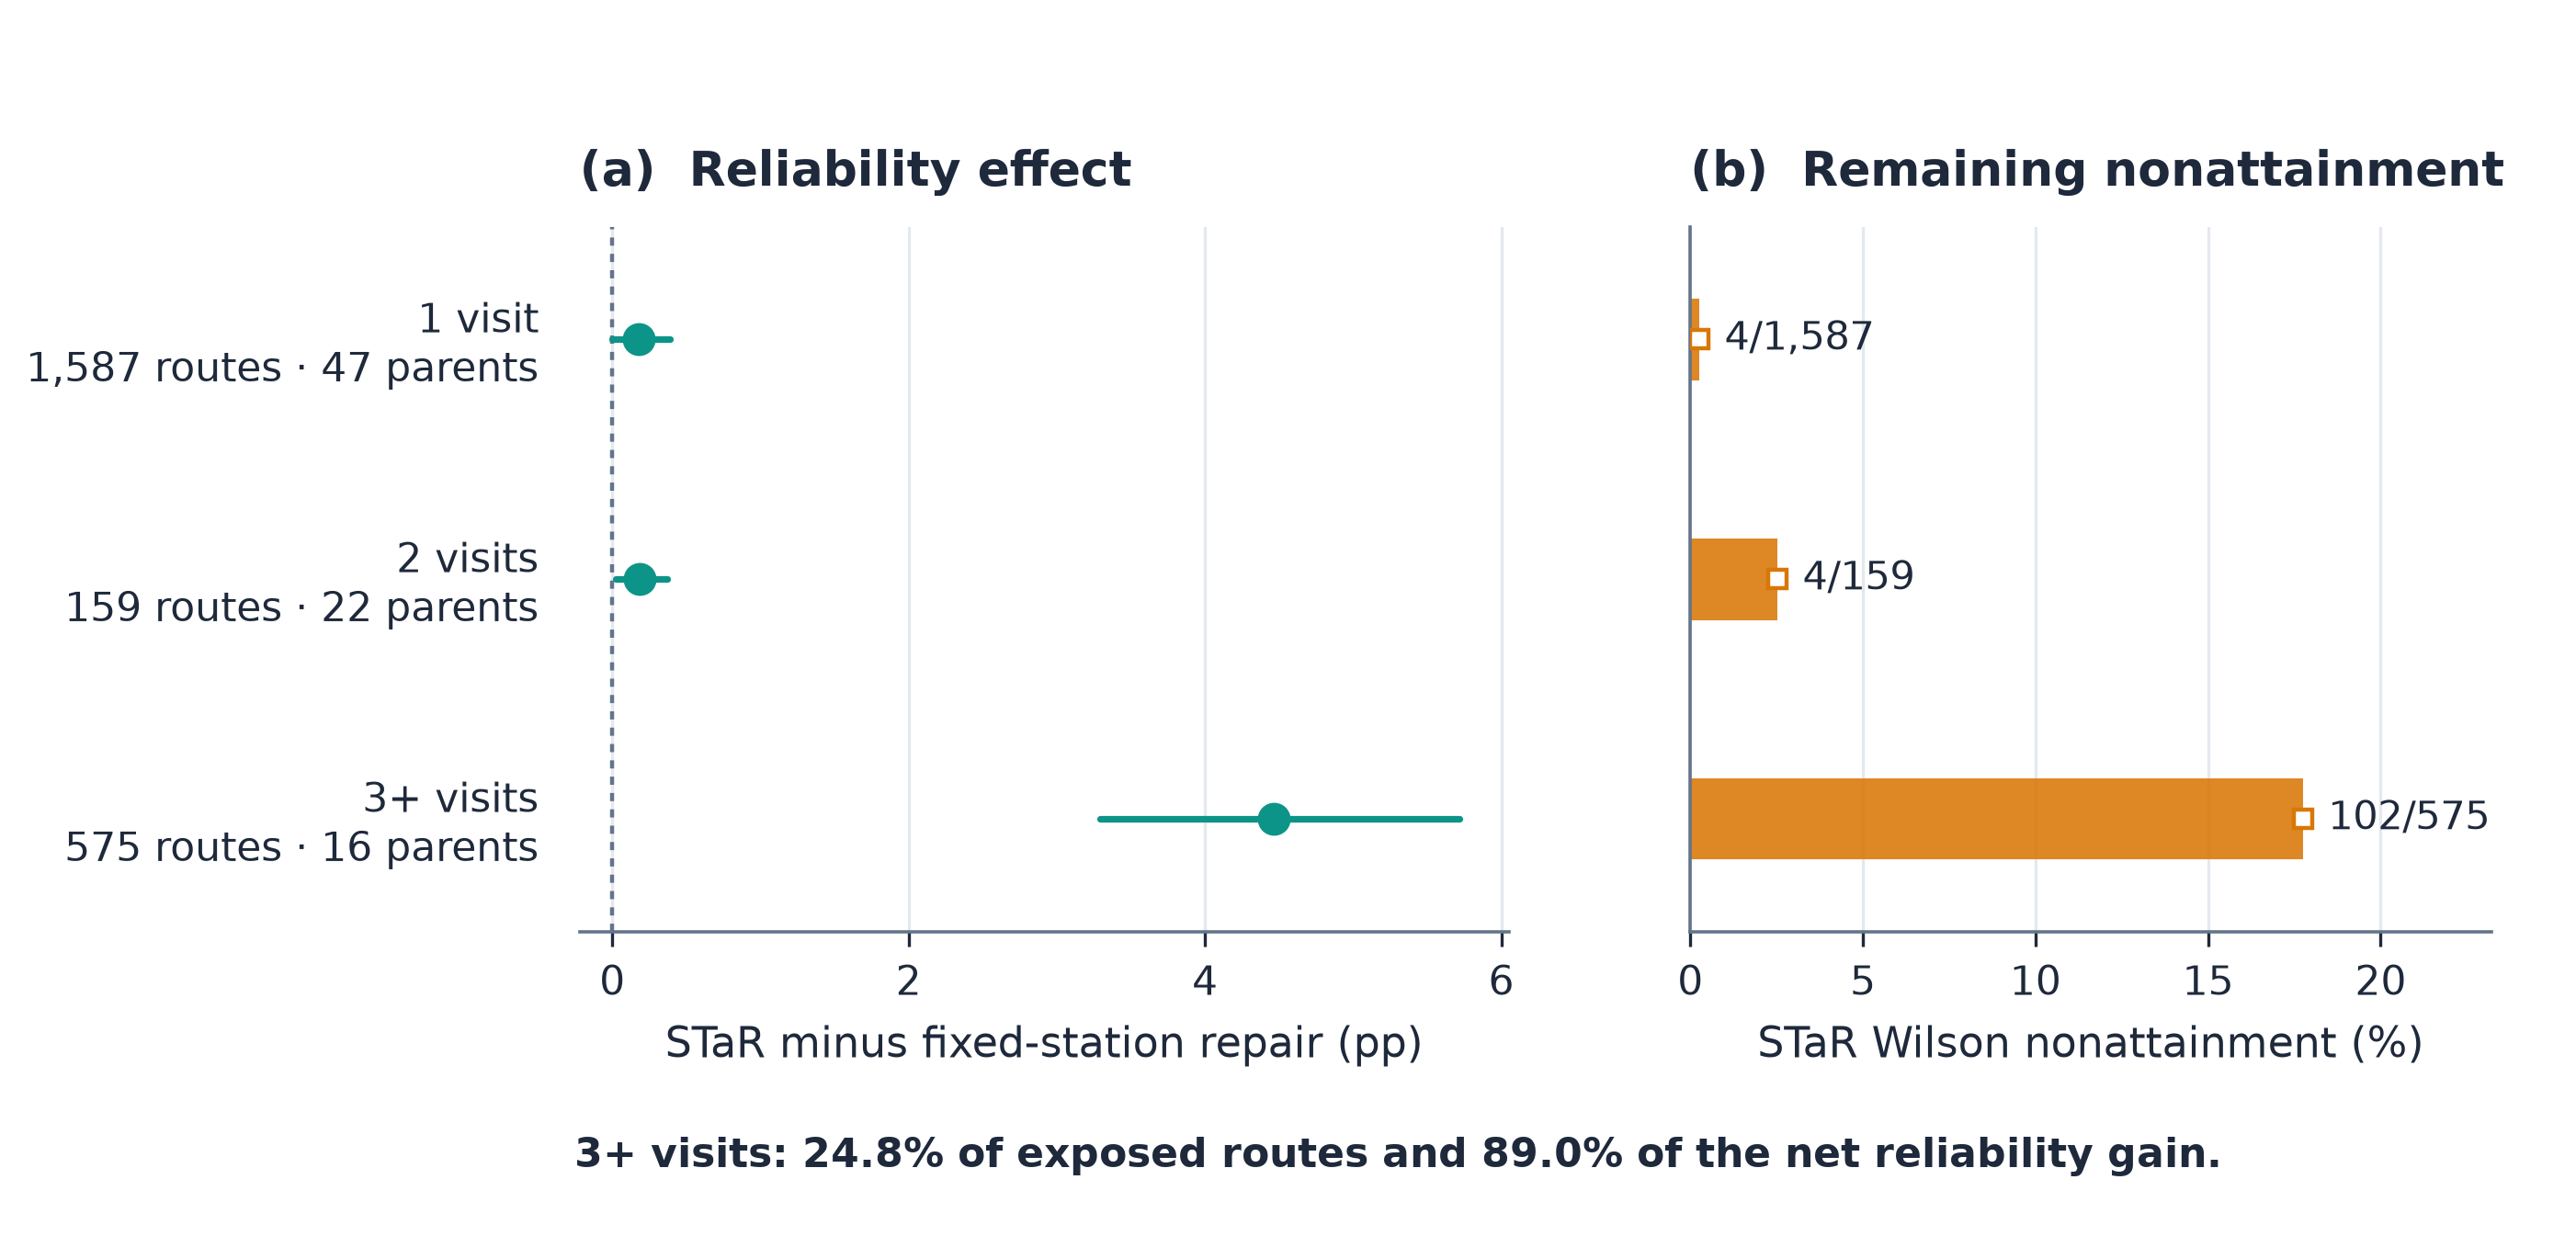 (a) Reliability effect
(b) Remaining nonattainment
1 visit
1,587 routes · 47 parents
4/1,587
2 visits
159 routes · 22 parents
4/159
3+ visits
575 routes · 16 parents
102/575
0 2 4 6
0 5 10 15 20
STaR minus fixed-station repair (pp)
STaR Wilson nonattainment (%)
3+ visits: 24.8% of exposed routes and 89.0% of the net reliability gain.